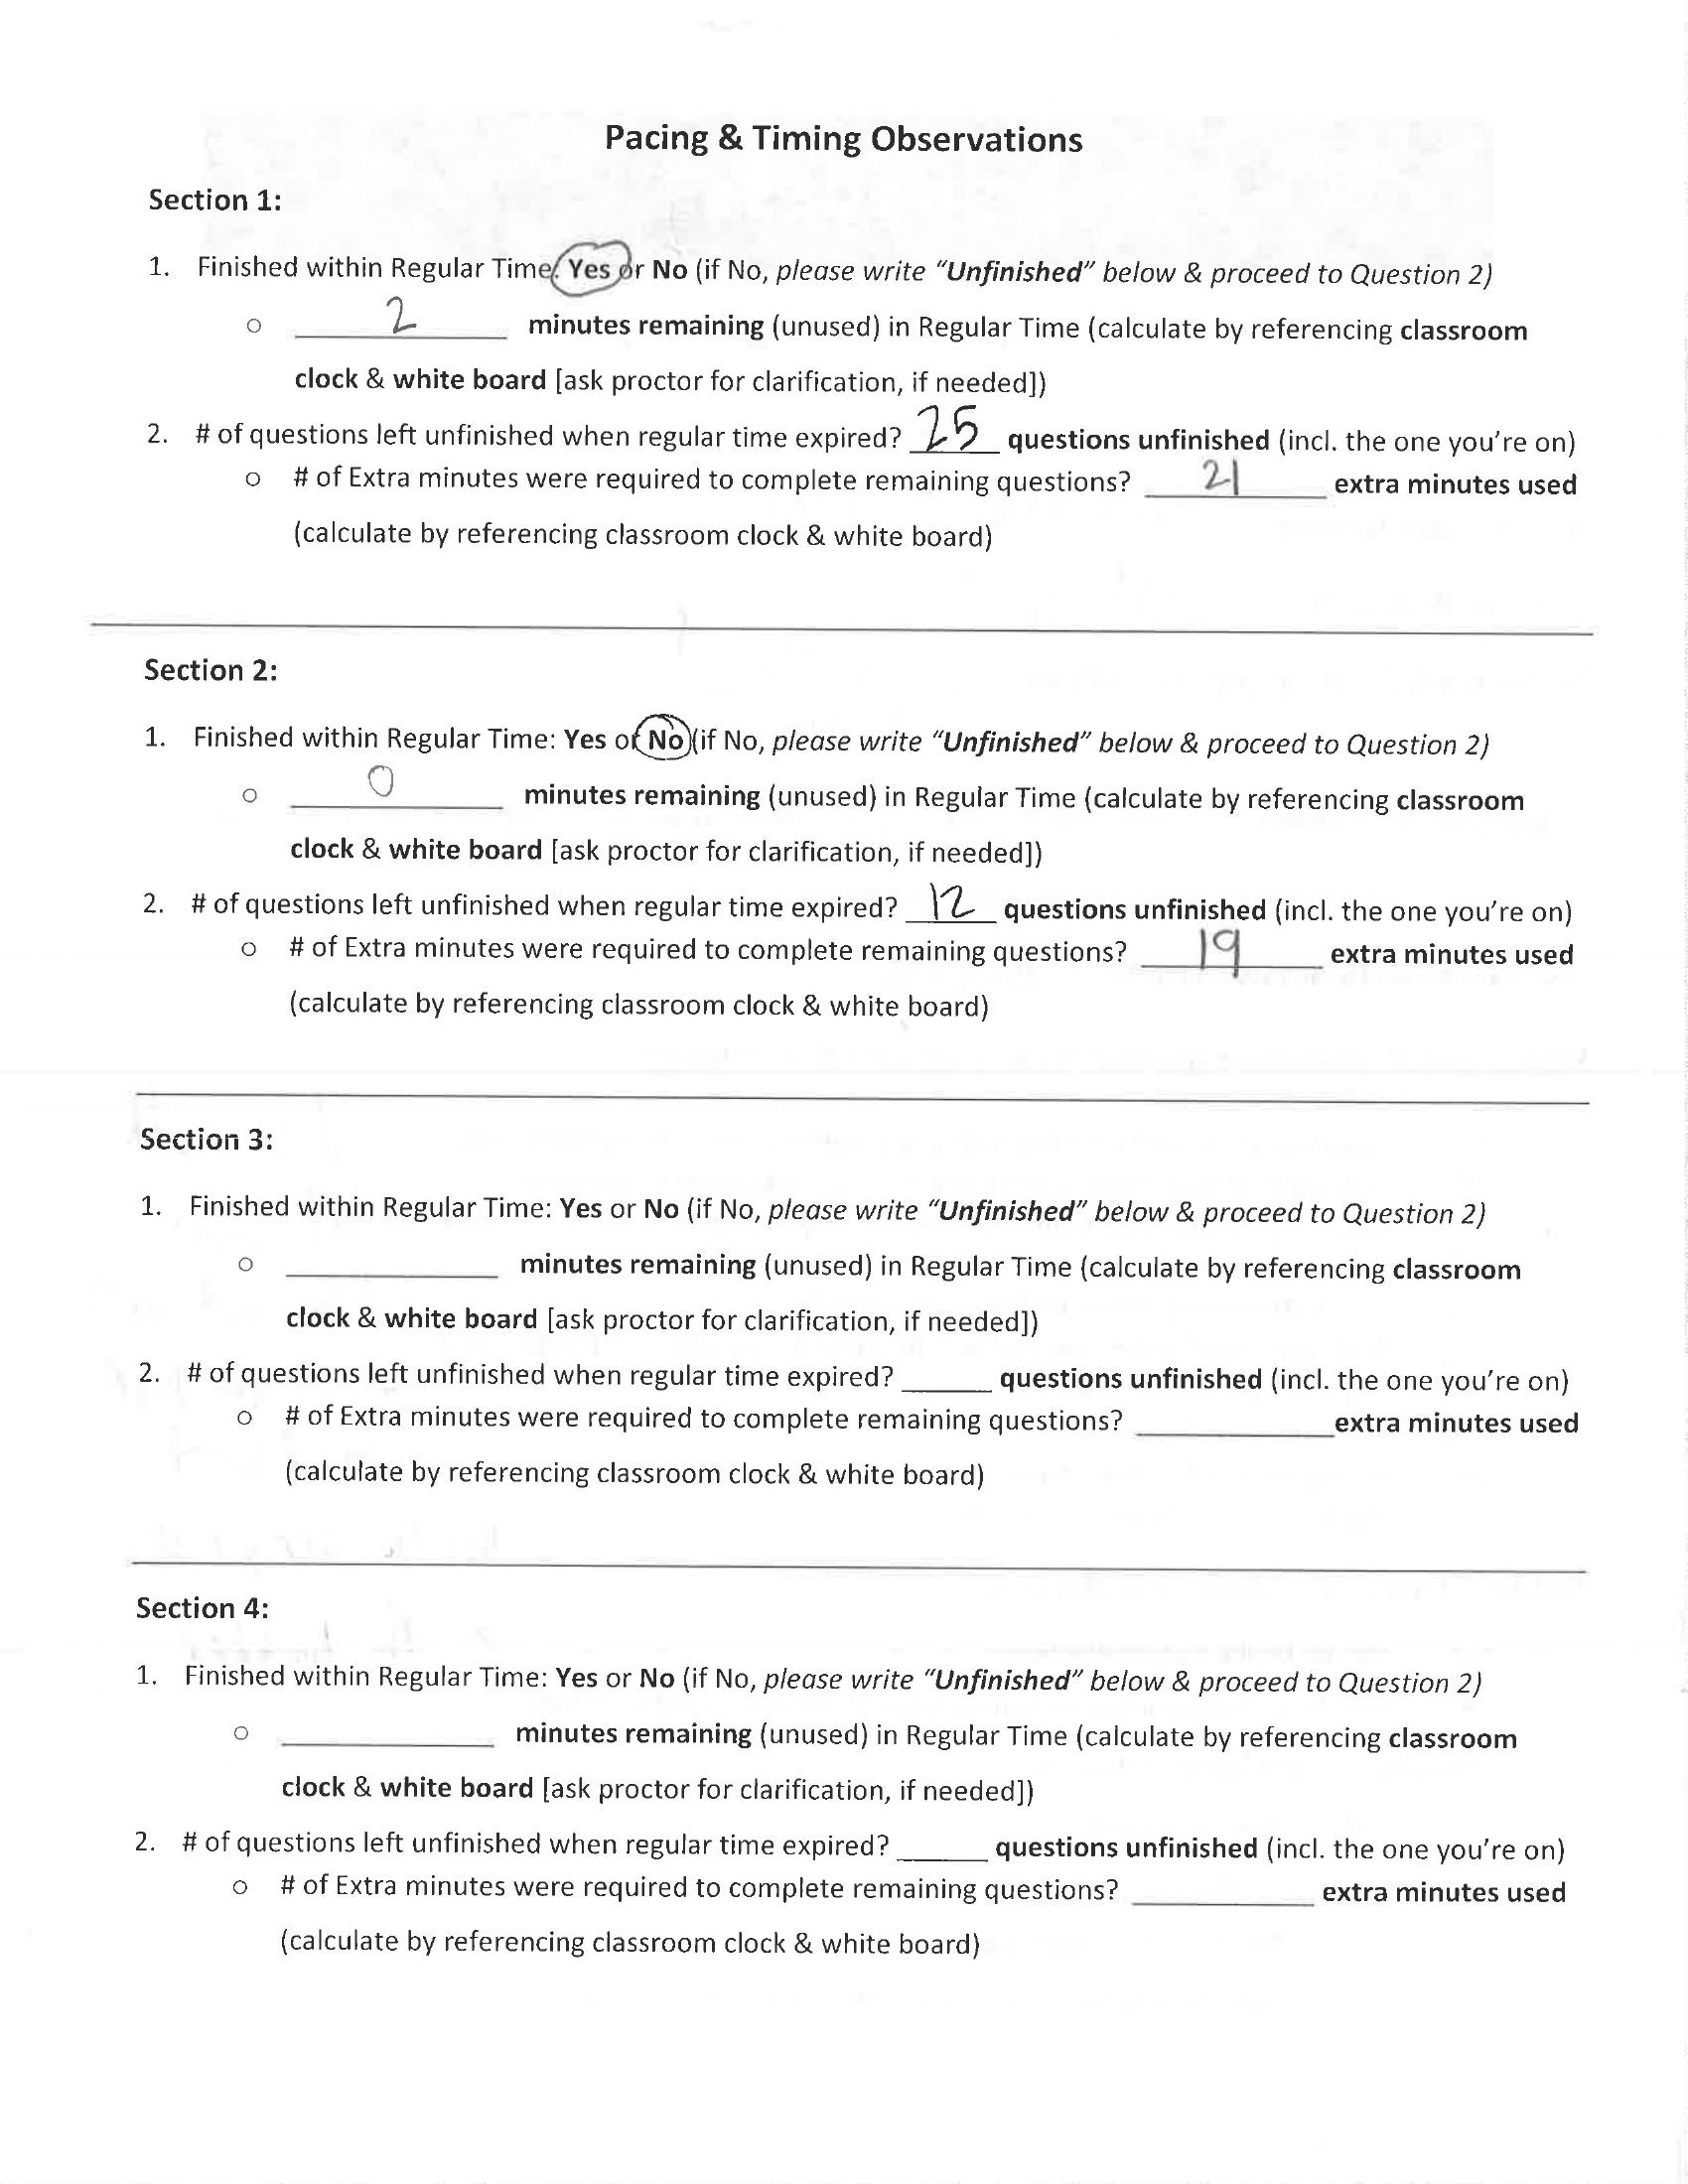 Pacing & Timing Observations
Section 1:
1. Finished within Regular Time: Yes or No (if No, please write "Unfinished" below & proceed to Question 2)
○ 2 minutes remaining (unused) in Regular Time (calculate by referencing classroom
clock & white board [ask proctor for clarification, if needed])
2. # of questions left unfinished when regular time expired? 25 questions unfinished (incl. the one you're on)
○ # of Extra minutes were required to complete remaining questions? 21 extra minutes used
(calculate by referencing classroom clock & white board)
Section 2:
1. Finished within Regular Time: Yes or No (if No, please write "Unfinished" below & proceed to Question 2)
○ 0 minutes remaining (unused) in Regular Time (calculate by referencing classroom
clock & white board [ask proctor for clarification, if needed])
2. # of questions left unfinished when regular time expired? 12 questions unfinished (incl. the one you're on)
○ # of Extra minutes were required to complete remaining questions? 19 extra minutes used
(calculate by referencing classroom clock & white board)
Section 3:
1. Finished within Regular Time: Yes or No (if No, please write "Unfinished" below & proceed to Question 2)
○ ______ minutes remaining (unused) in Regular Time (calculate by referencing classroom
clock & white board [ask proctor for clarification, if needed])
2. # of questions left unfinished when regular time expired? ______ questions unfinished (incl. the one you're on)
○ # of Extra minutes were required to complete remaining questions? ______ extra minutes used
(calculate by referencing classroom clock & white board)
Section 4:
1. Finished within Regular Time: Yes or No (if No, please write "Unfinished" below & proceed to Question 2)
○ ______ minutes remaining (unused) in Regular Time (calculate by referencing classroom
clock & white board [ask proctor for clarification, if needed])
2. # of questions left unfinished when regular time expired? ______ questions unfinished (incl. the one you're on)
○ # of Extra minutes were required to complete remaining questions? ______ extra minutes used
(calculate by referencing classroom clock & white board)